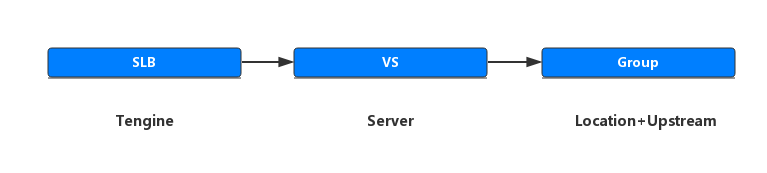 SLB
VS
Group
Tengine
Server
Location+Upstream